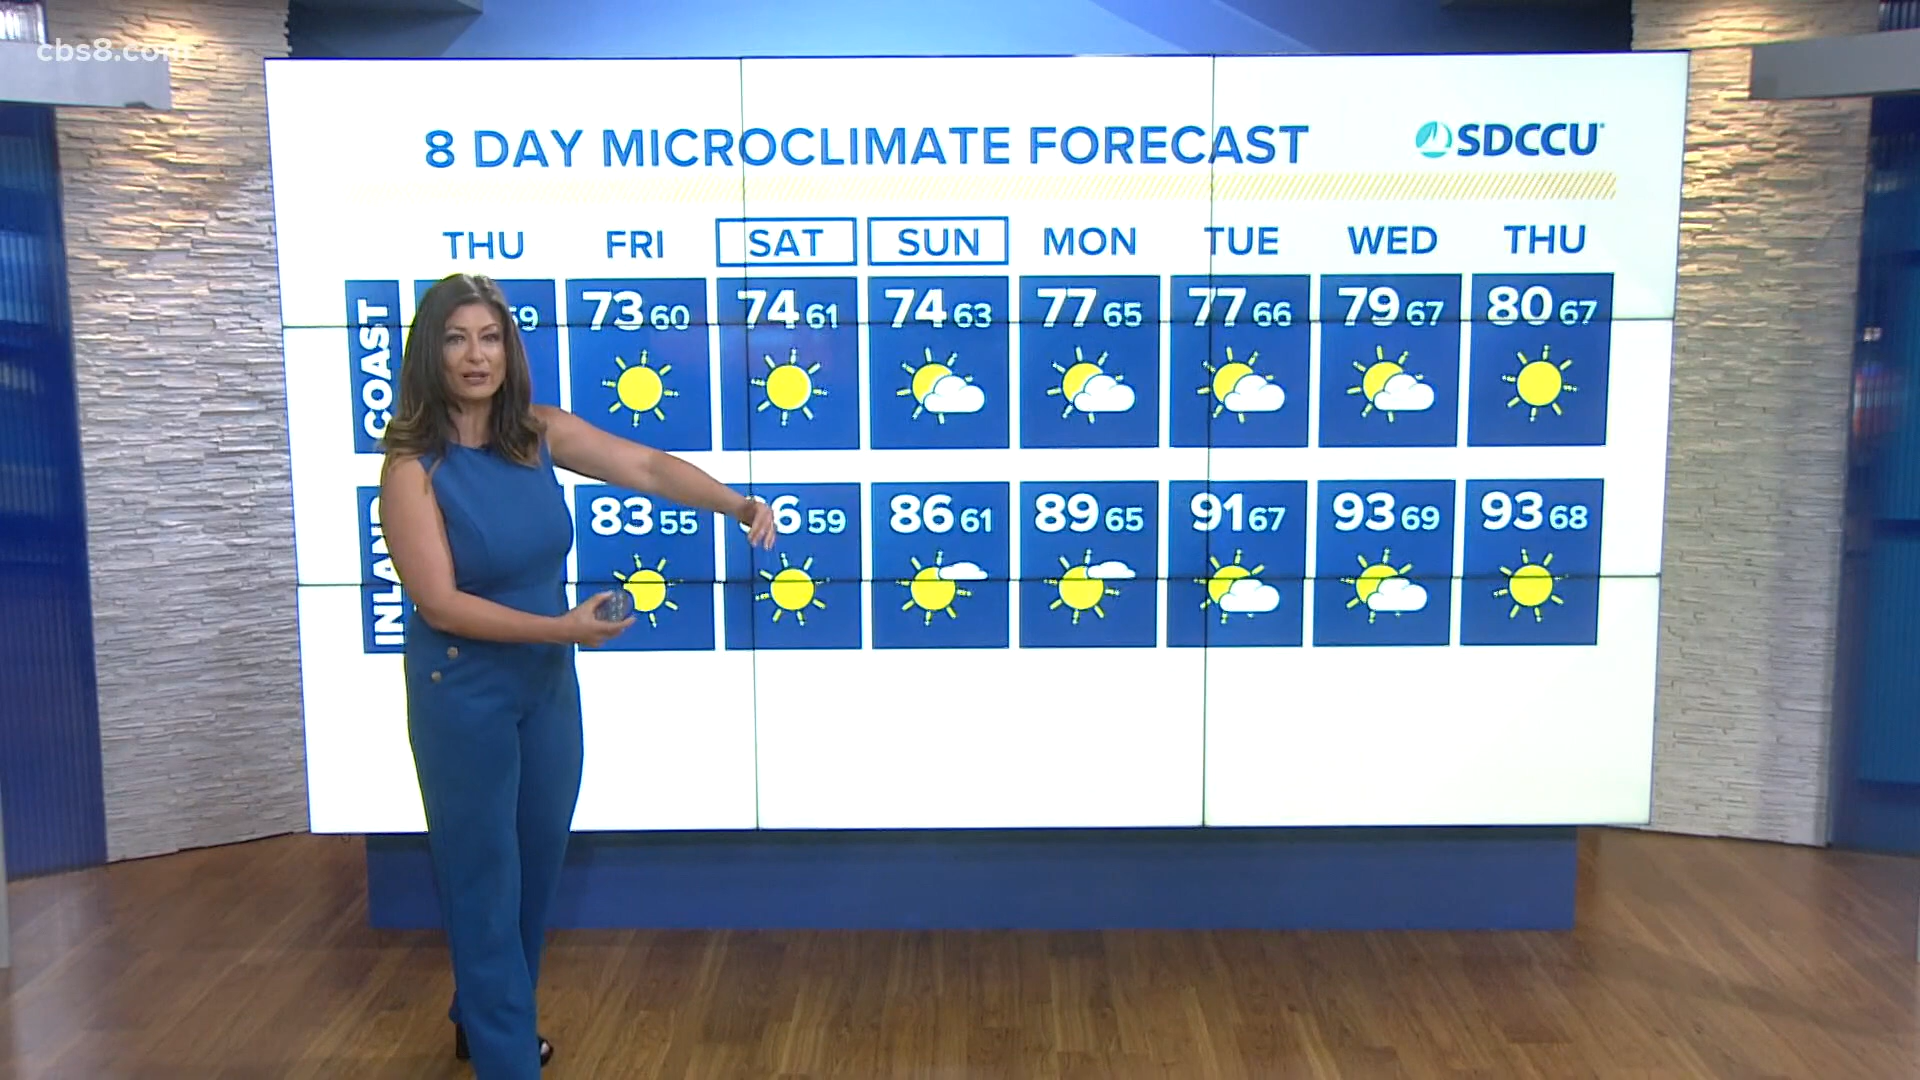 cbs8.com
8 DAY MICROCLIMATE FORECAST
SDCCU
THU FRI SAT SUN MON TUE WED THU
COAST
59 73 60 74 61 74 63 77 65 77 66 79 67 80 67
INLAND
83 55 59 86 61 89 65 91 67 93 69 93 68